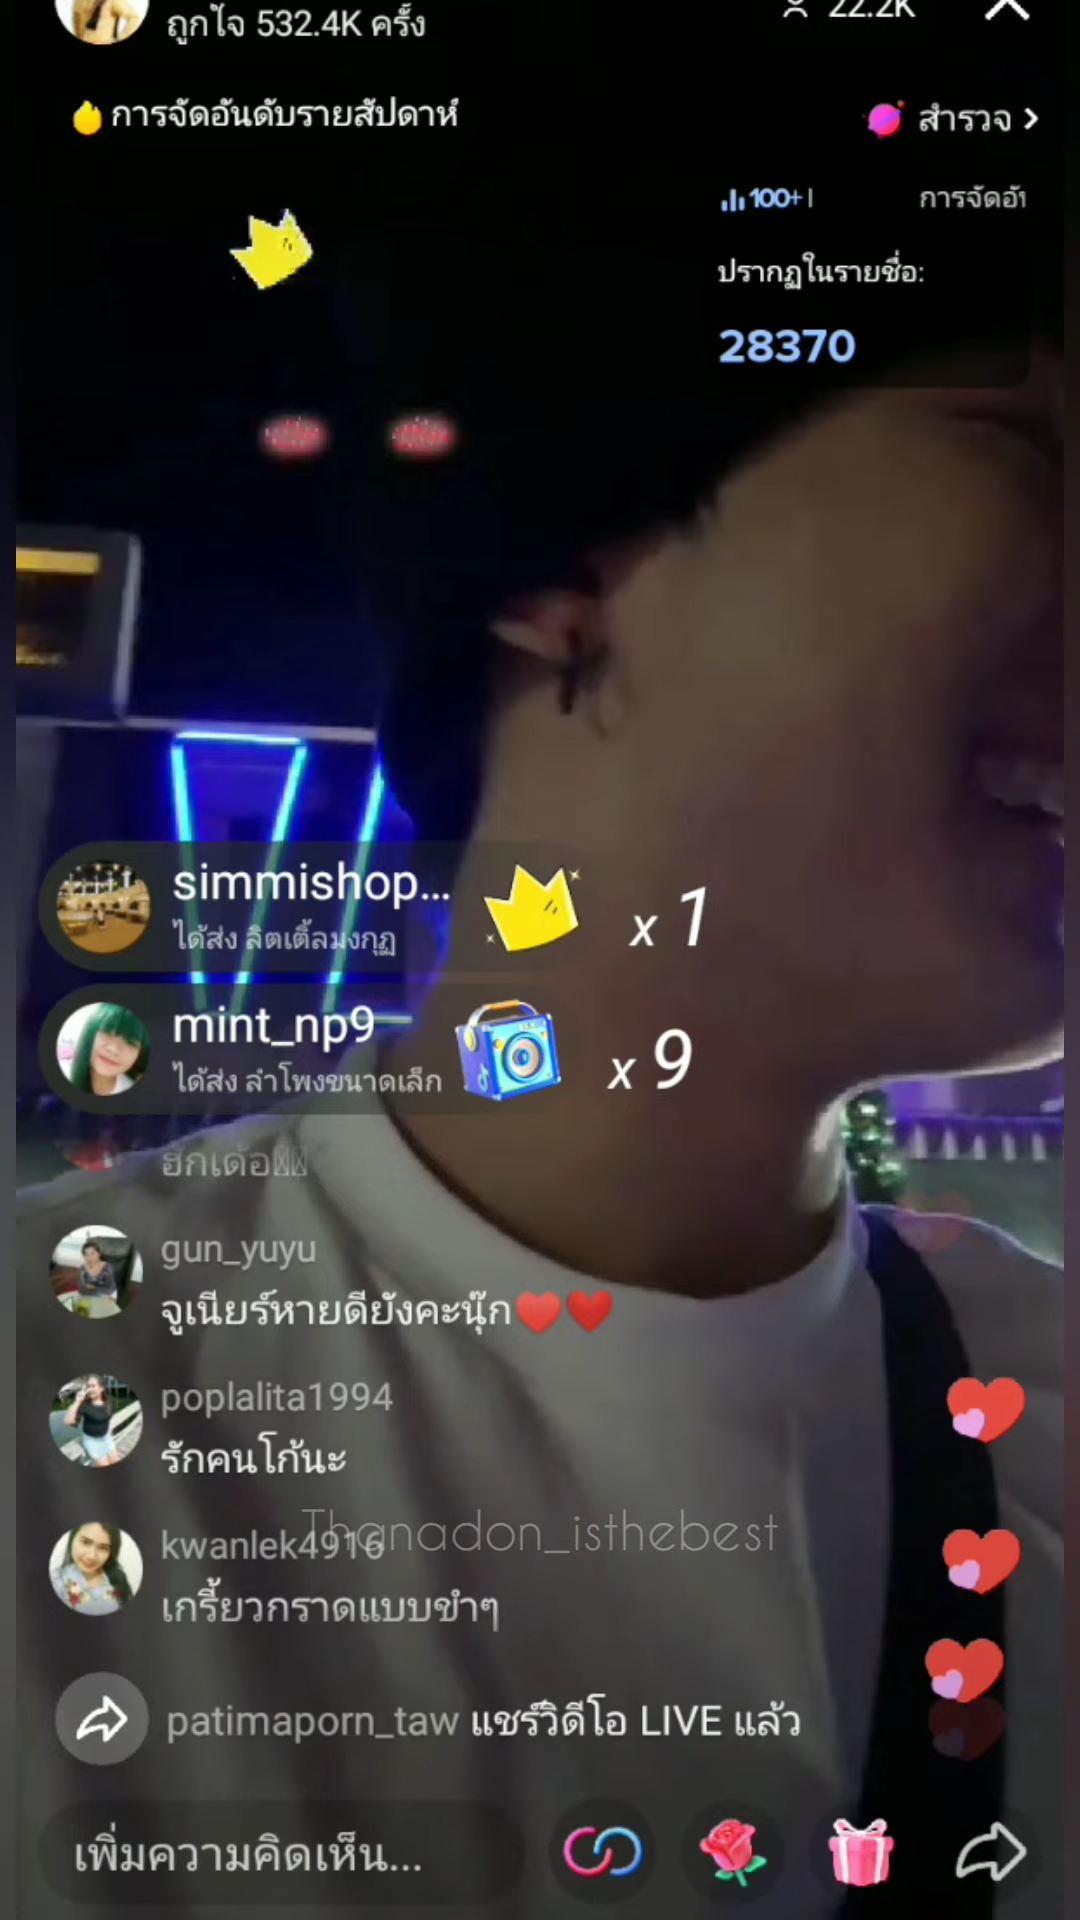 ถูกใจ 532.4K ครั้ง
22.2K
การจัดอันดับรายสัปดาห์
สำรวจ >
100+ |
การจัดอั
ปรากฏในรายชื่อ:
28370
simmishop...
ได้ส่ง ลิตเติ้ลมงกุฎ
x 1
mint_np9
ได้ส่ง ลำโพงขนาดเล็ก
x 9
ฮักเด้อ
gun_yuyu
จูเนียร์หายดียังคะนุ๊ก❤️❤️
poplalita1994
รักคนโก้นะ
kwanlek4916
Thanadon_isthebest
เกรี้ยวกราดแบบขำๆ
patimaporn_taw แชร์วิดีโอ LIVE แล้ว
เพิ่มความคิดเห็น...